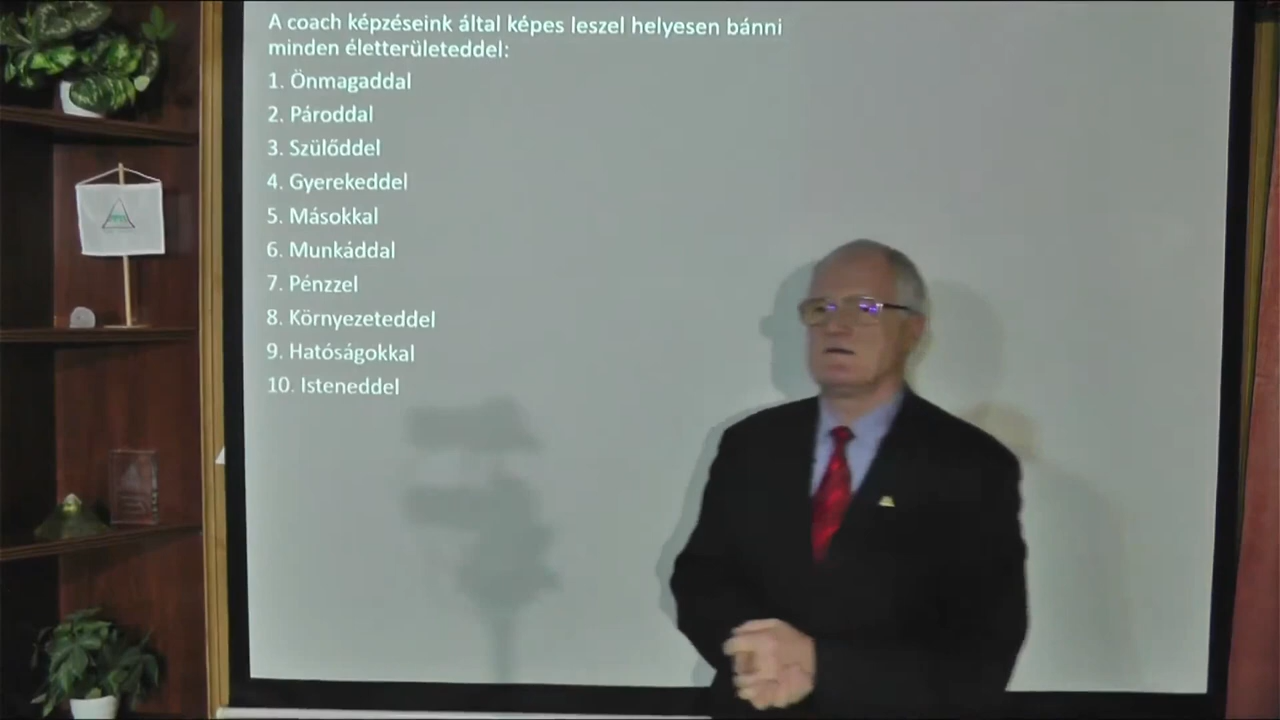 A coach képzéseink által képes leszel helyesen bánni
minden életterületeddel:
1. Önmagaddal
2. Pároddal
3. Szülőddel
4. Gyerekeddel
5. Másokkal
6. Munkáddal
7. Pénzzel
8. Környezeteddel
9. Hatóságokkal
10. Isteneddel